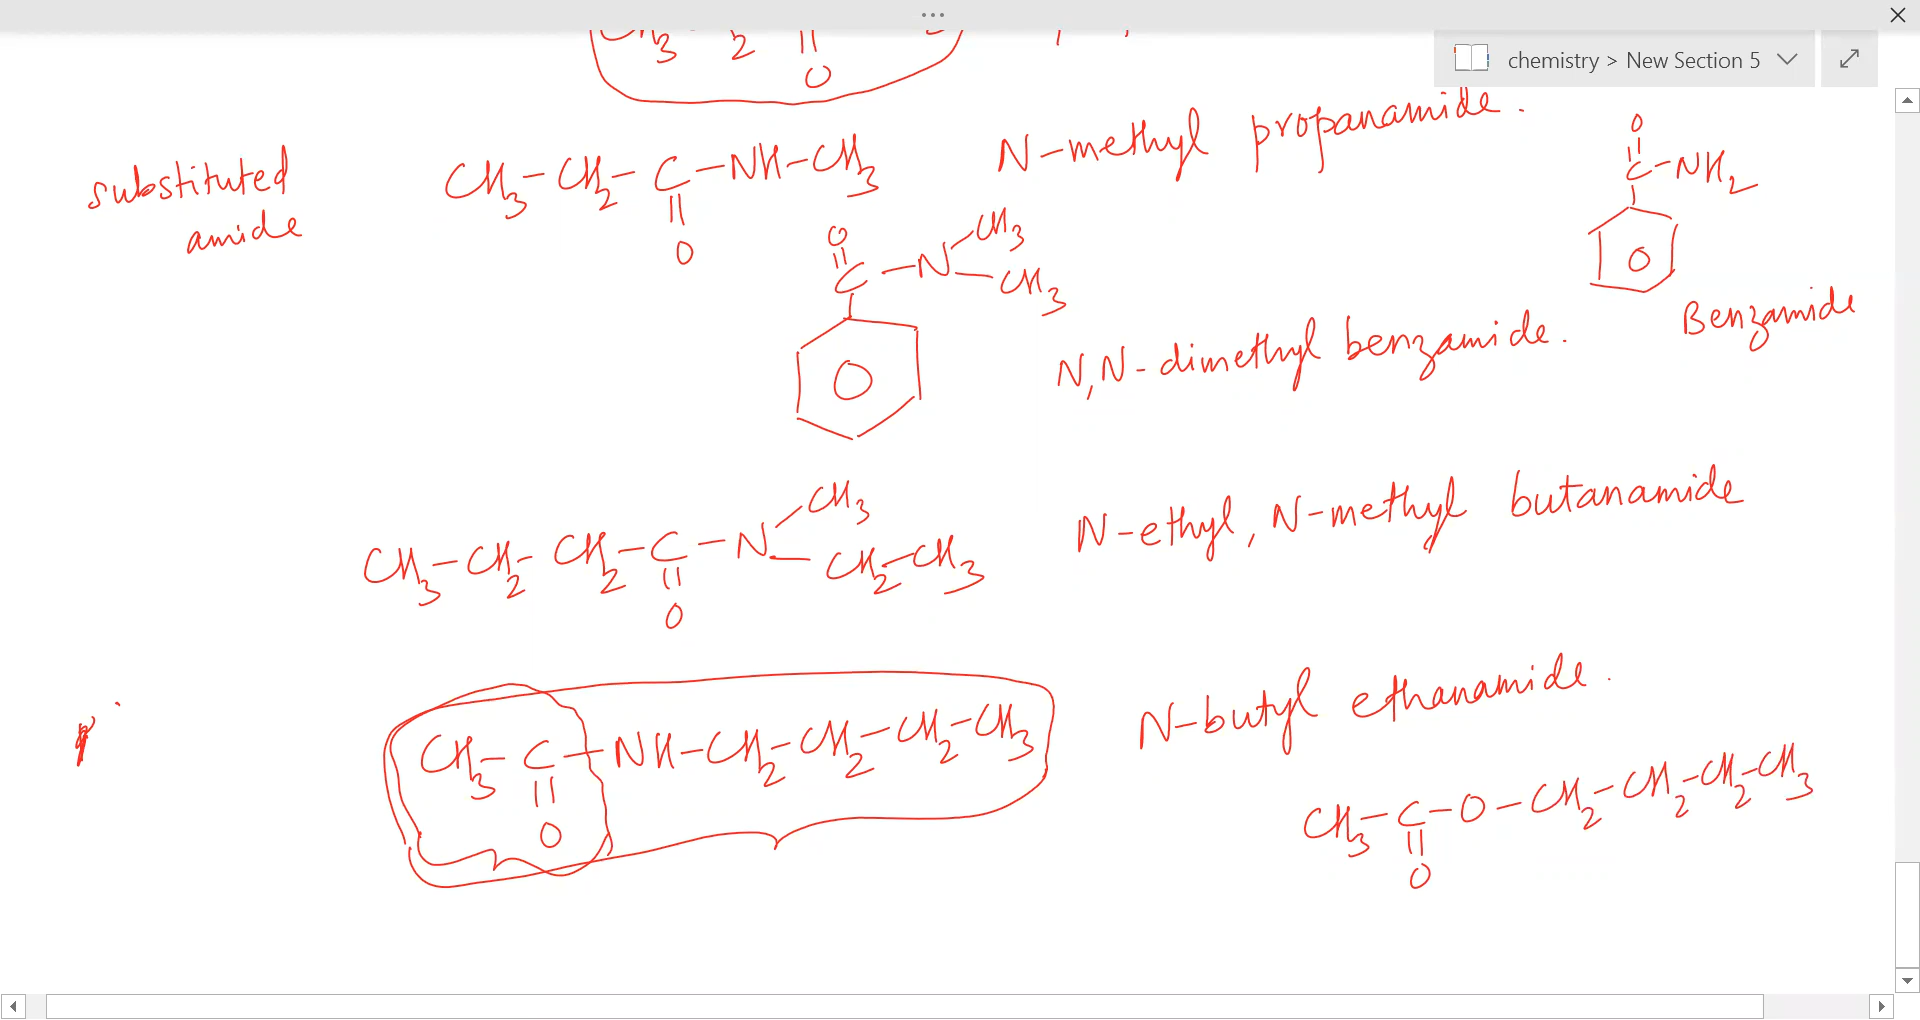 chemistry > New Section 5
CH3 2 || O
substituted amide
CH3-CH2-C-NH-CH3
||
O
N-methyl propanamide.
O
||
C-NH2
Benzamide
O
||
C-N
CH3
CH3
N,N-dimethyl benzamide.
CH3-CH2-CH2-C-N
||
O
CH3
CH2-CH3
N-ethyl, N-methyl butanamide
CH3-C-NH-CH2-CH2-CH2-CH3
||
O
N-butyl ethanamide.
CH3-C-O-CH2-CH2-CH2-CH3
||
O